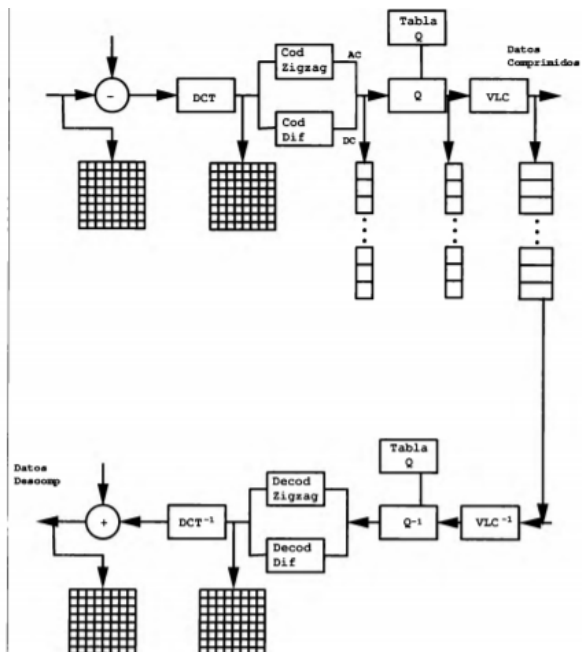 Tabla
Q
Cod
Zigzag
AC
Datos
Comprimidos
-
DCT
Q
VLC
Cod
Dif
DC
Tabla
Q
Datos
Descomp
Decod
Zigzag
+
DCT-1
Q-1
VLC-1
Decod
Dif